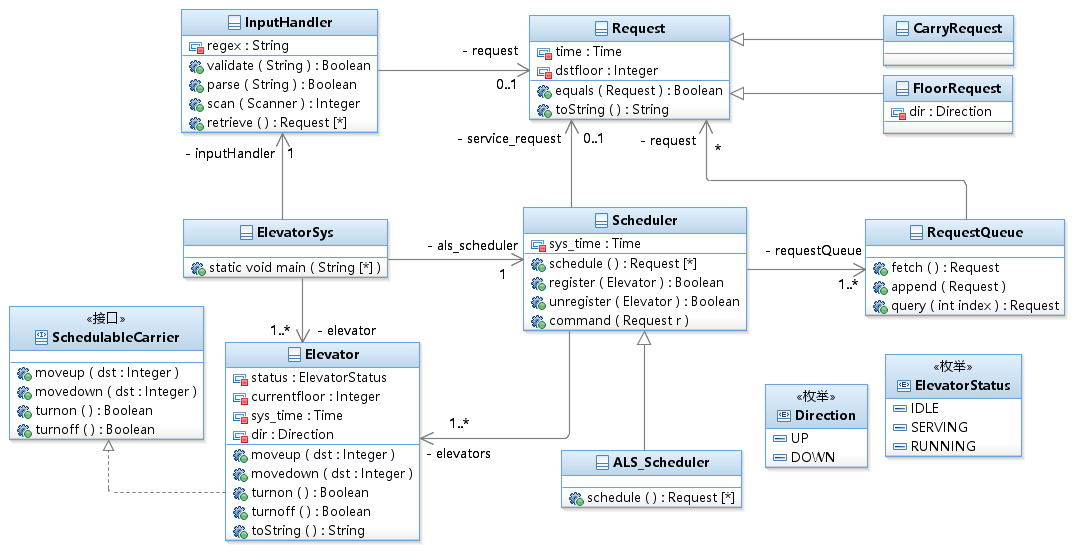 InputHandler
regex : String
validate ( String ) : Boolean
parse ( String ) : Boolean
scan ( Scanner ) : Integer
retrieve ( ) : Request [*]
- request
0..1
Request
time : Time
dstfloor : Integer
equals ( Request ) : Boolean
toString ( ) : String
CarryRequest
FloorRequest
dir : Direction
- inputHandler
1
- service_request
0..1
- request
*
ElevatorSys
static void main ( String [*] )
- als_scheduler
1
Scheduler
sys_time : Time
schedule ( ) : Request [*]
register ( Elevator ) : Boolean
unregister ( Elevator ) : Boolean
command ( Request r )
- requestQueue
1..*
RequestQueue
fetch ( ) : Request
append ( Request )
query ( int index ) : Request
«接口»
SchedulableCarrier
moveup ( dst : Integer )
movedown ( dst : Integer )
turnon ( ) : Boolean
turnoff ( ) : Boolean
1..*
- elevator
Elevator
status : ElevatorStatus
currentfloor : Integer
sys_time : Time
dir : Direction
moveup ( dst : Integer )
movedown ( dst : Integer )
turnon ( ) : Boolean
turnoff ( ) : Boolean
toString ( ) : String
1..*
- elevators
ALS_Scheduler
schedule ( ) : Request [*]
«枚举»
Direction
UP
DOWN
«枚举»
ElevatorStatus
IDLE
SERVING
RUNNING